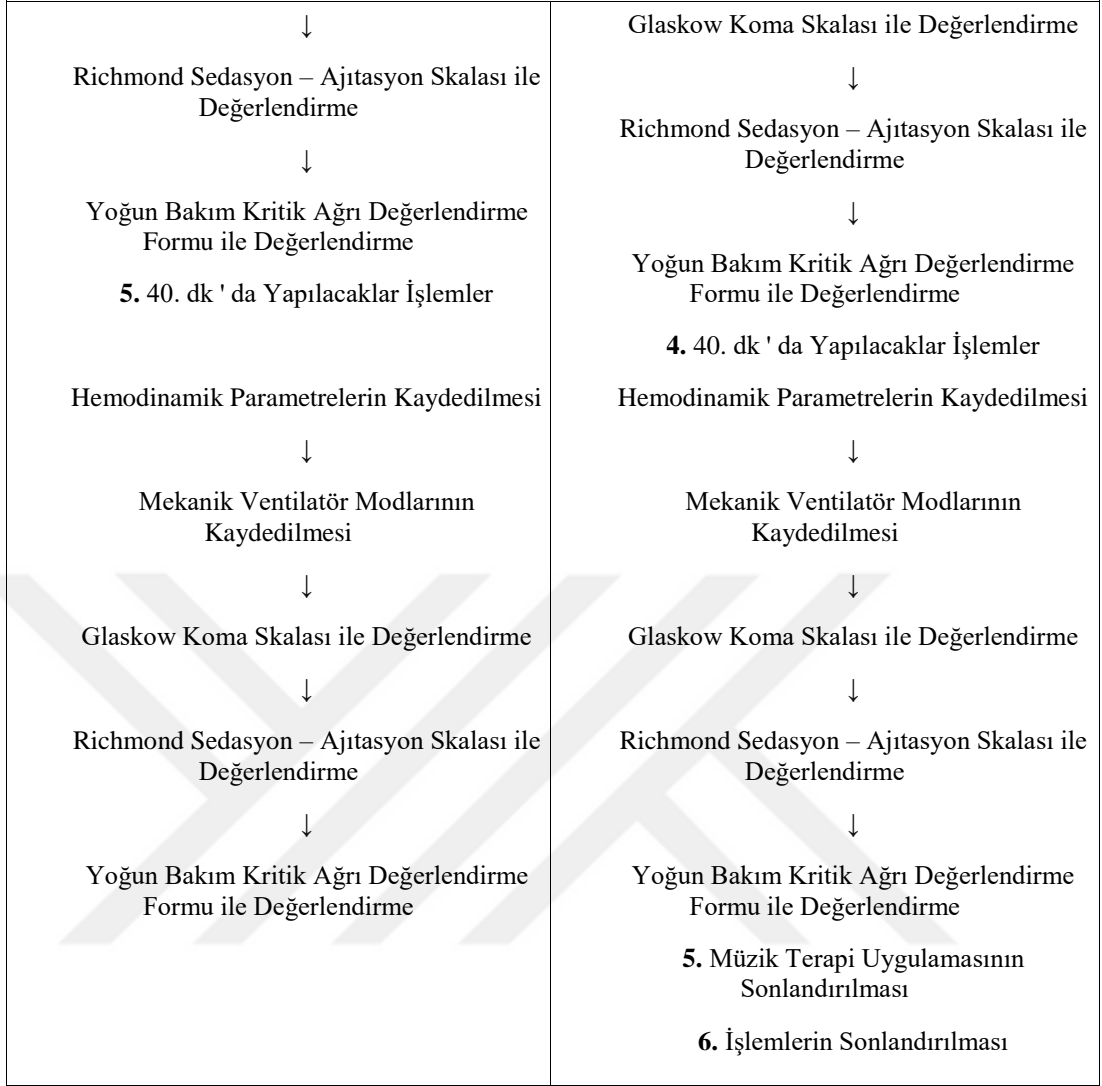 ↓
Richmond Sedasyon – Ajıtasyon Skalası ile
Değerlendirme
↓
Yoğun Bakım Kritik Ağrı Değerlendirme
Formu ile Değerlendirme
5. 40. dk ' da Yapılacaklar İşlemler
Hemodinamik Parametrelerin Kaydedilmesi
↓
Mekanik Ventilatör Modlarının
Kaydedilmesi
↓
Glaskow Koma Skalası ile Değerlendirme
↓
Richmond Sedasyon – Ajıtasyon Skalası ile
Değerlendirme
↓
Yoğun Bakım Kritik Ağrı Değerlendirme
Formu ile Değerlendirme
Glaskow Koma Skalası ile Değerlendirme
↓
Richmond Sedasyon – Ajıtasyon Skalası ile
Değerlendirme
↓
Yoğun Bakım Kritik Ağrı Değerlendirme
Formu ile Değerlendirme
4. 40. dk ' da Yapılacaklar İşlemler
Hemodinamik Parametrelerin Kaydedilmesi
↓
Mekanik Ventilatör Modlarının
Kaydedilmesi
↓
Glaskow Koma Skalası ile Değerlendirme
↓
Richmond Sedasyon – Ajıtasyon Skalası ile
Değerlendirme
↓
Yoğun Bakım Kritik Ağrı Değerlendirme
Formu ile Değerlendirme
5. Müzik Terapi Uygulamasının
Sonlandırılması
6. İşlemlerin Sonlandırılması